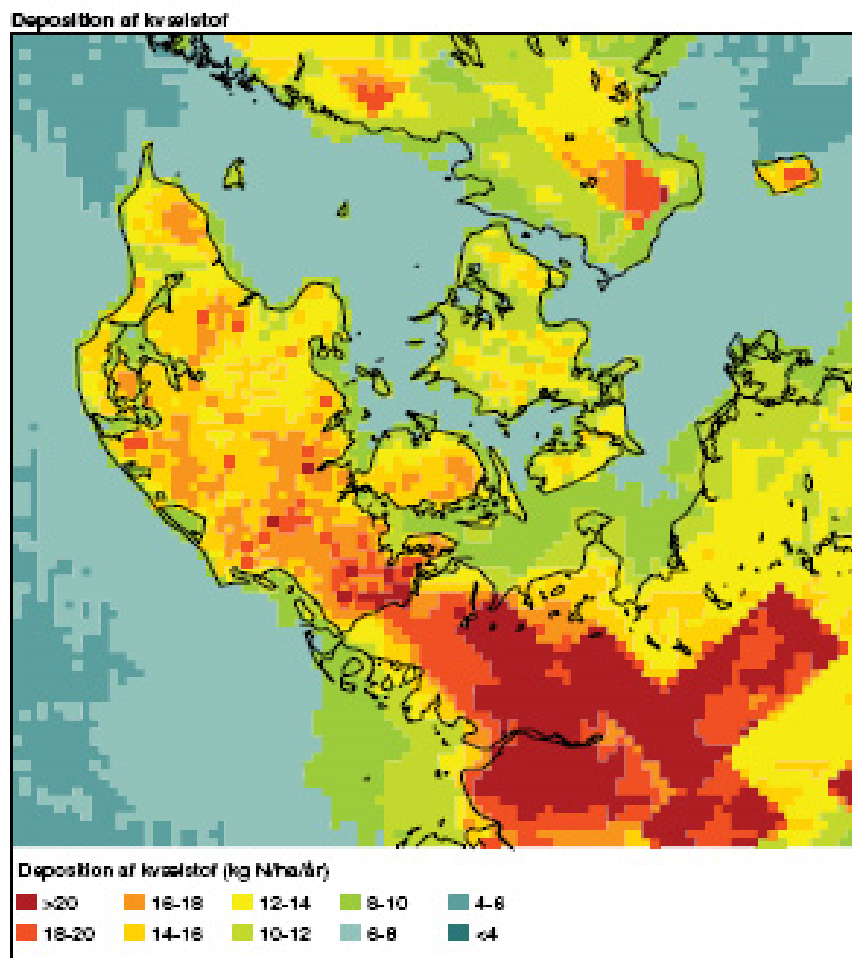 Deposition af kvælstof
Deposition af kvælstof (kg N/ha/år)
>20 16-18 12-14 8-10 4-6
18-20 14-16 10-12 6-8 <4